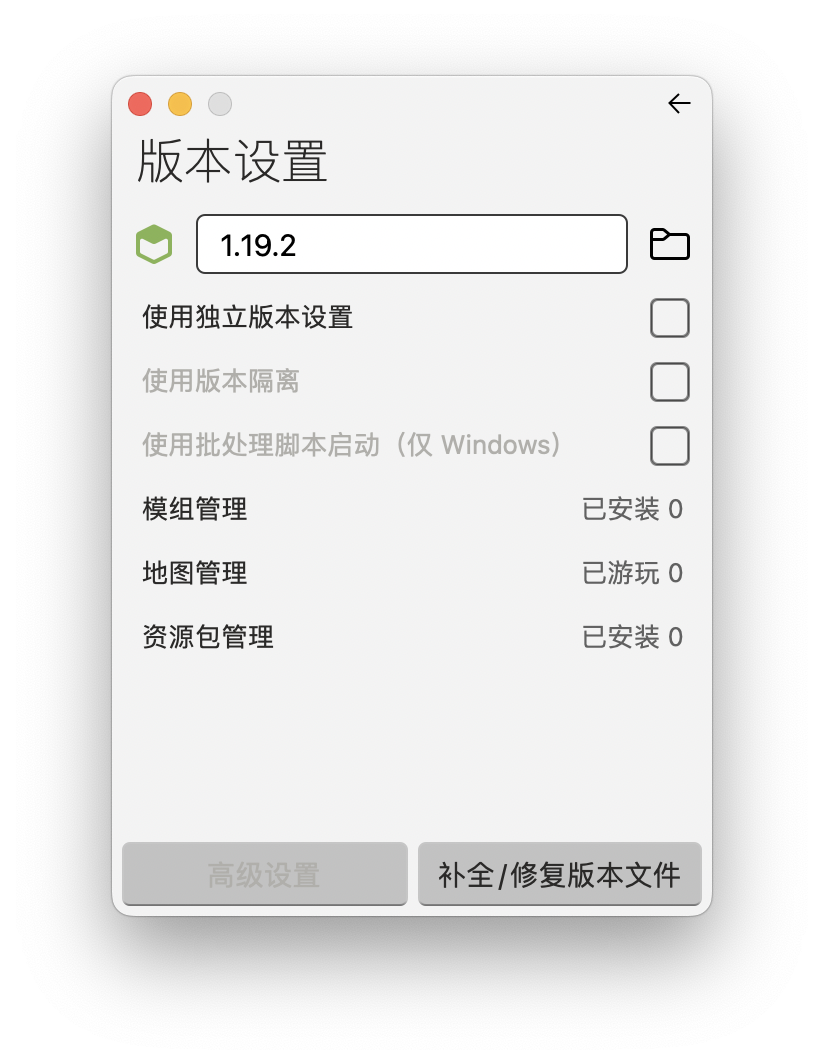 版本设置
1.19.2
使用独立版本设置
使用版本隔离
使用批处理脚本启动（仅 Windows）
模组管理 已安装 0
地图管理 已游玩 0
资源包管理 已安装 0
高级设置 补全/修复版本文件